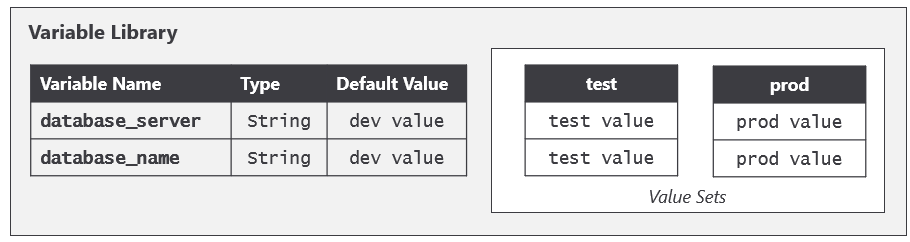 Variable Library
Variable Name Type Default Value test prod
database_server String dev value test value prod value
database_name String dev value test value prod value
Value Sets